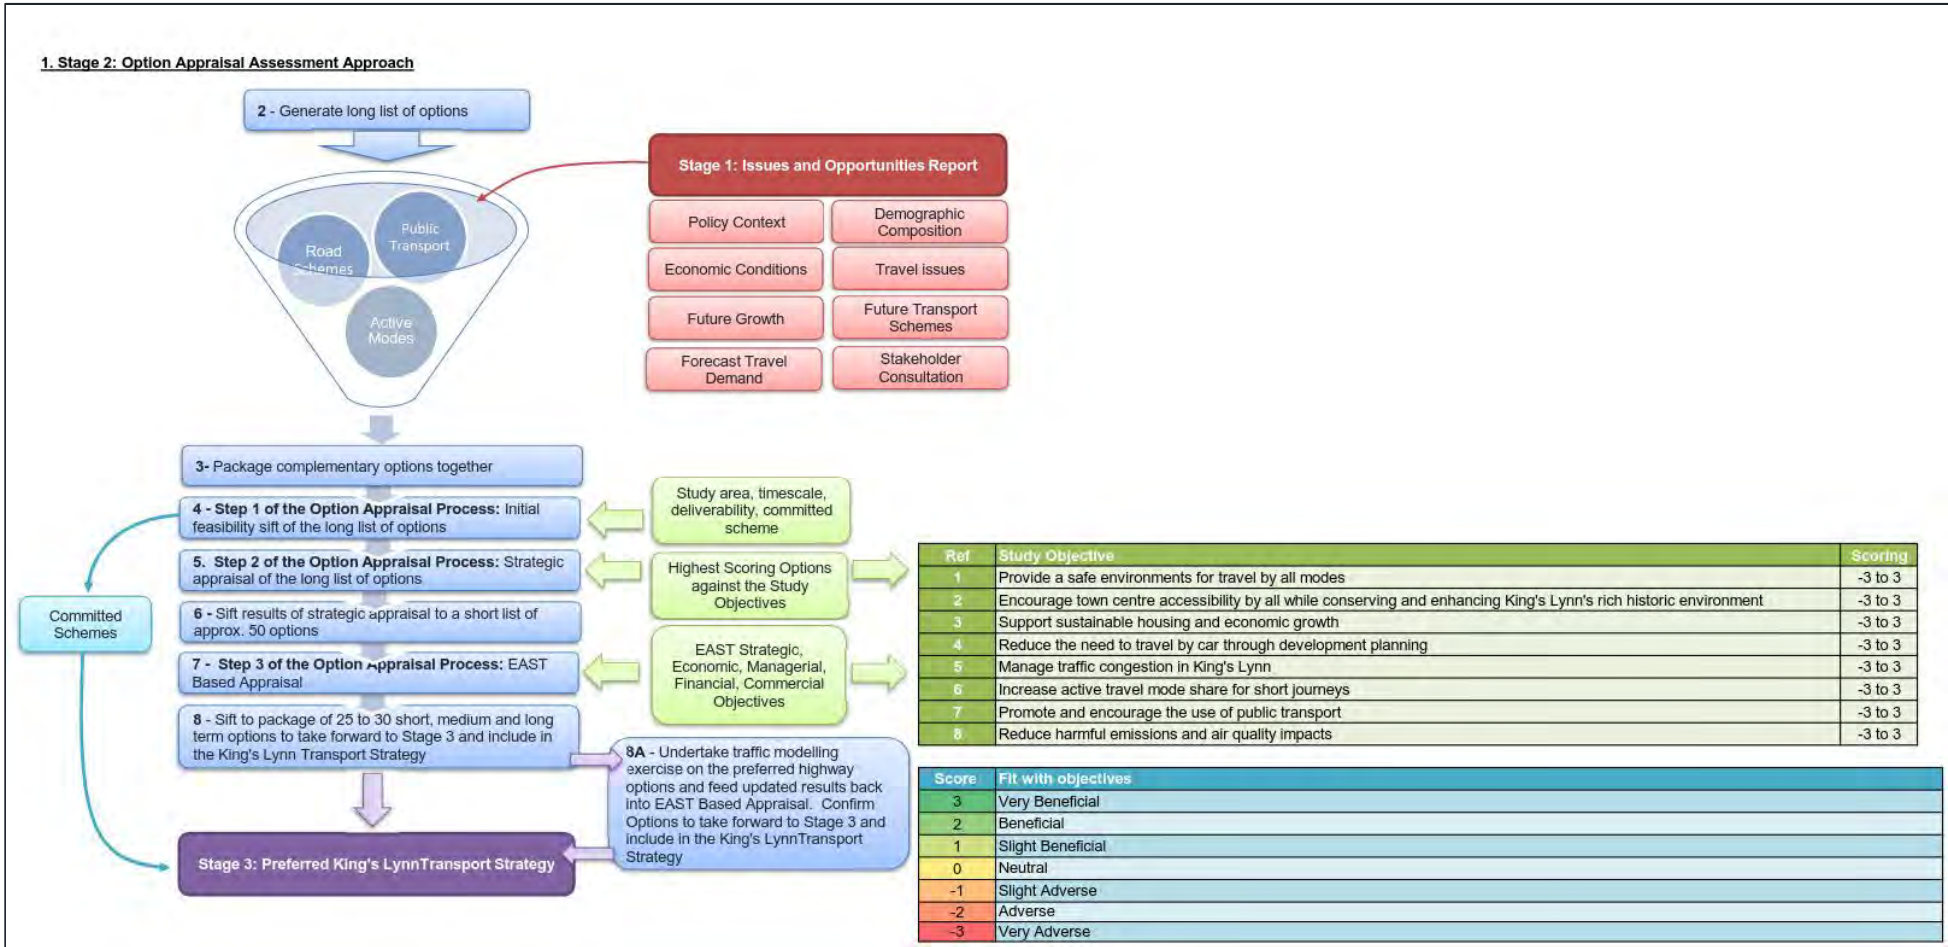 1. Stage 2: Option Appraisal Assessment Approach
2 - Generate long list of options
Road
Schemes
Public
Transport
Active
Modes
Stage 1: Issues and Opportunities Report
Policy Context
Demographic
Composition
Economic Conditions
Travel issues
Future Growth
Future Transport
Schemes
Forecast Travel
Demand
Stakeholder
Consultation
3- Package complementary options together
4 - Step 1 of the Option Appraisal Process: Initial
feasibility sift of the long list of options
Study area, timescale,
deliverability, committed
scheme
5. Step 2 of the Option Appraisal Process: Strategic
appraisal of the long list of options
Highest Scoring Options
against the Study
Objectives
Committed
Schemes
6 - Sift results of strategic appraisal to a short list of
approx. 50 options
7 - Step 3 of the Option Appraisal Process: EAST
Based Appraisal
EAST Strategic,
Economic, Managerial,
Financial, Commercial
Objectives
8 - Sift to package of 25 to 30 short, medium and long
term options to take forward to Stage 3 and include in
the King's Lynn Transport Strategy
8A - Undertake traffic modelling
exercise on the preferred highway
options and feed updated results back
into EAST Based Appraisal. Confirm
Options to take forward to Stage 3 and
include in the King's LynnTransport
Strategy
Stage 3: Preferred King's LynnTransport Strategy
Ref Study Objective Scoring
1 Provide a safe environments for travel by all modes -3 to 3
2 Encourage town centre accessibility by all while conserving and enhancing King's Lynn's rich historic environment -3 to 3
3 Support sustainable housing and economic growth -3 to 3
4 Reduce the need to travel by car through development planning -3 to 3
5 Manage traffic congestion in King's Lynn -3 to 3
6 Increase active travel mode share for short journeys -3 to 3
7 Promote and encourage the use of public transport -3 to 3
8 Reduce harmful emissions and air quality impacts -3 to 3
Score Fit with objectives
3 Very Beneficial
2 Beneficial
1 Slight Beneficial
0 Neutral
-1 Slight Adverse
-2 Adverse
-3 Very Adverse